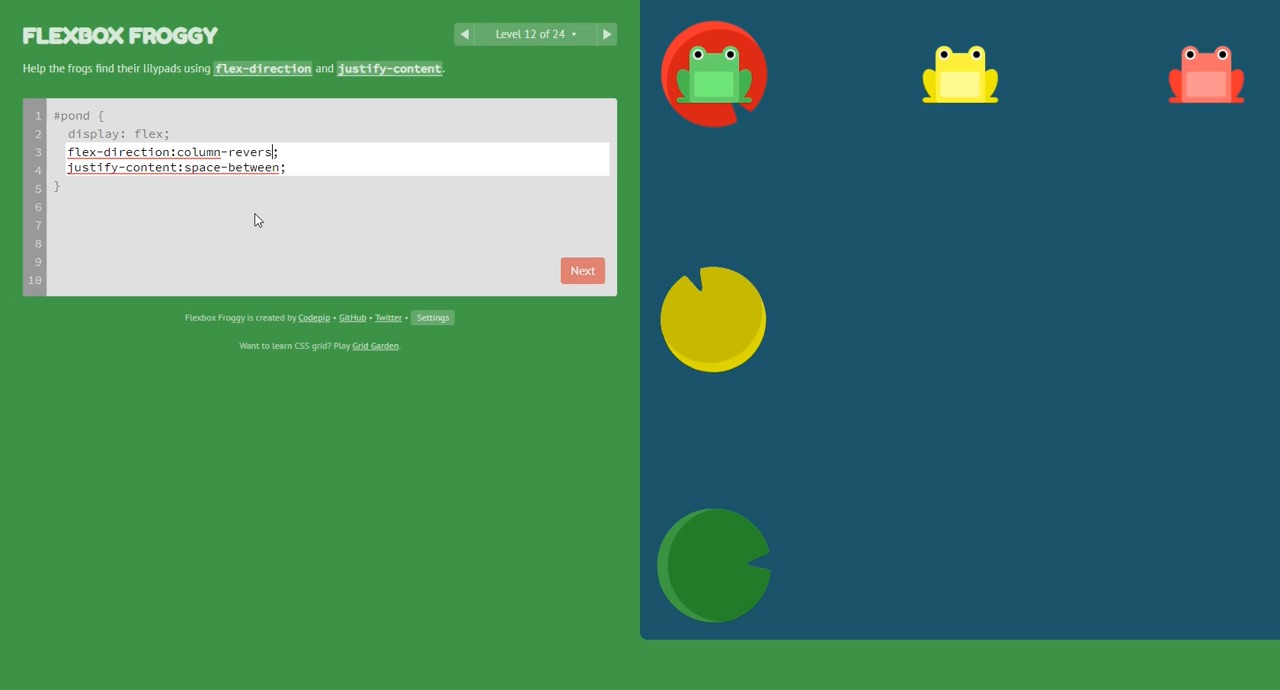 FLEXBOX FROGGY
◀ Level 12 of 24 ▾ ▶
Help the frogs find their lilypads using flex-direction and justify-content.
1 #pond {
2 display: flex;
3 flex-direction:column-revers;
4 justify-content:space-between;
5 }
6
7
8
9
10
Next
Flexbox Froggy is created by Codepip • GitHub • Twitter • Settings
Want to learn CSS grid? Play Grid Garden.